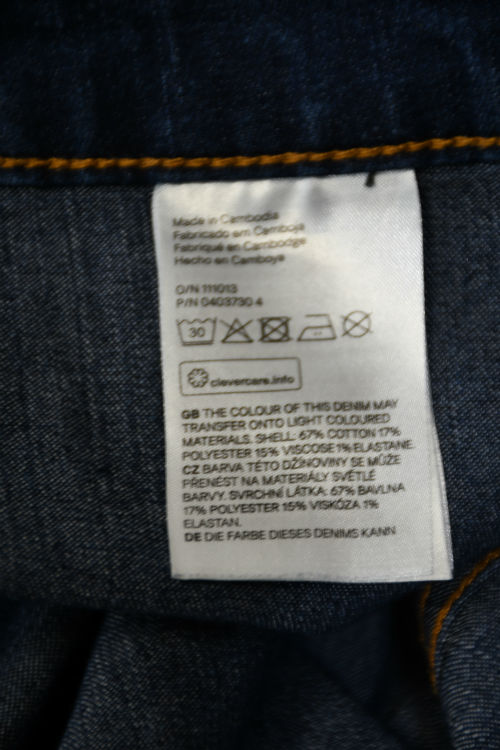 Made in Cambodia
Fabricado em Camboja
Fabriqué en Cambodge
Hecho en Camboya
O/N 111013
P/N 0403730 4
30
clevercare.info
GB THE COLOUR OF THIS DENIM MAY
TRANSFER ONTO LIGHT COLOURED
MATERIALS. SHELL: 67% COTTON 17%
POLYESTER 15% VISCOSE 1% ELASTANE.
CZ BARVA TÉTO DŽÍNOVINY SE MŮŽE
PŘENÉST NA MATERIÁLY SVĚTLÉ
BARVY. SVRCHNÍ LÁTKA: 67% BAVLNA
17% POLYESTER 15% VISKÓZA 1%
ELASTAN.
DE DIE FARBE DIESES DENIMS KANN